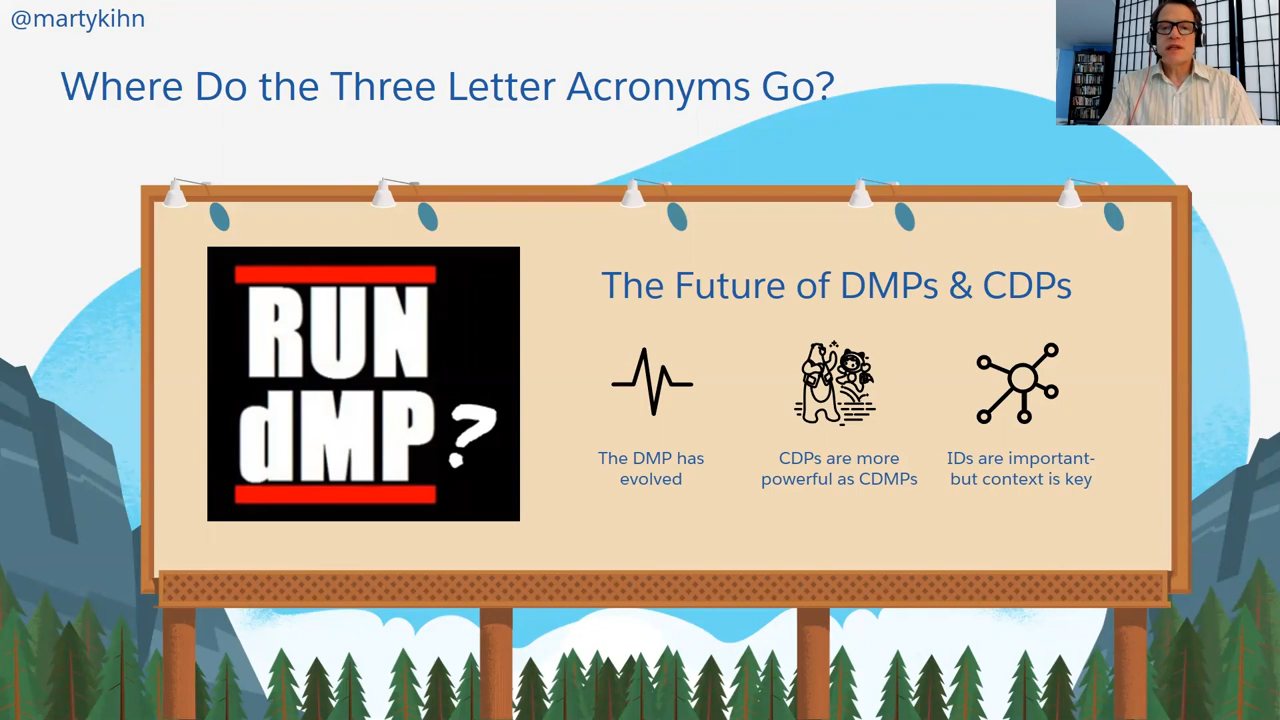 @martykihn
Where Do the Three Letter Acronyms Go?
RUN
dMP?
The Future of DMPs & CDPs
The DMP has
evolved
CDPs are more
powerful as CDMPs
IDs are important-
but context is key